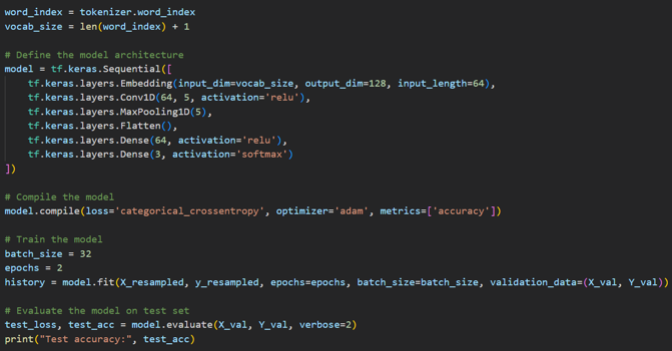 word_index = tokenizer.word_index
vocab_size = len(word_index) + 1
# Define the model architecture
model = tf.keras.Sequential([
    tf.keras.layers.Embedding(input_dim=vocab_size, output_dim=128, input_length=64),
    tf.keras.layers.Conv1D(64, 5, activation='relu'),
    tf.keras.layers.MaxPooling1D(5),
    tf.keras.layers.Flatten(),
    tf.keras.layers.Dense(64, activation='relu'),
    tf.keras.layers.Dense(3, activation='softmax')
])
# Compile the model
model.compile(loss='categorical_crossentropy', optimizer='adam', metrics=['accuracy'])
# Train the model
batch_size = 32
epochs = 2
history = model.fit(X_resampled, y_resampled, epochs=epochs, batch_size=batch_size, validation_data=(X_val, Y_val))
# Evaluate the model on test set
test_loss, test_acc = model.evaluate(X_val, Y_val, verbose=2)
print("Test accuracy:", test_acc)